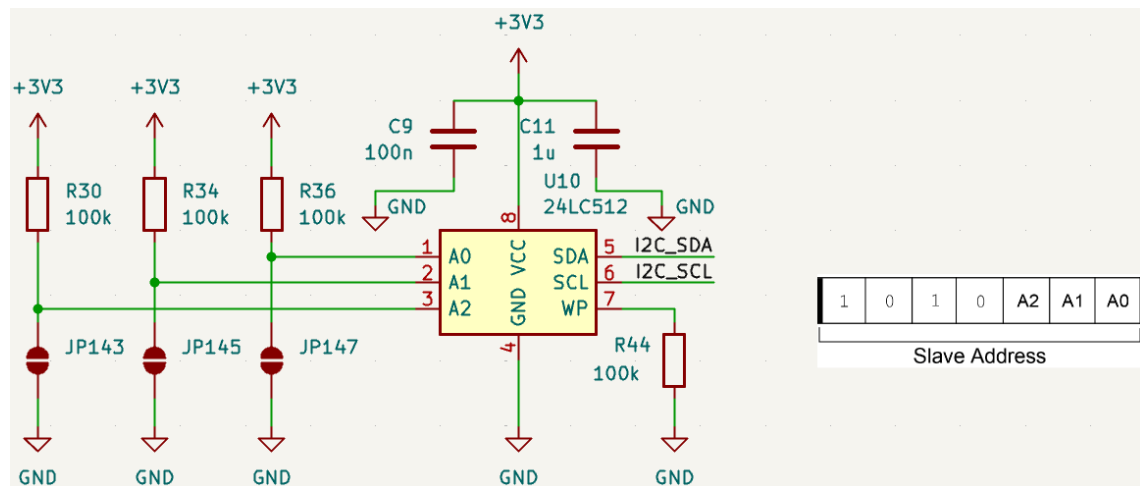 +3V3
+3V3 +3V3 +3V3
C9 C11
100n 1u
R30 R34 R36
100k 100k 100k
U10
24LC512
GND GND
8
1 A0 VCC SDA 5 I2C_SDA
2 A1 SCL 6 I2C_SCL
3 A2 GND WP 7
4
JP143 JP145 JP147
R44
100k
GND GND GND GND GND
1 0 1 0 A2 A1 A0
Slave Address